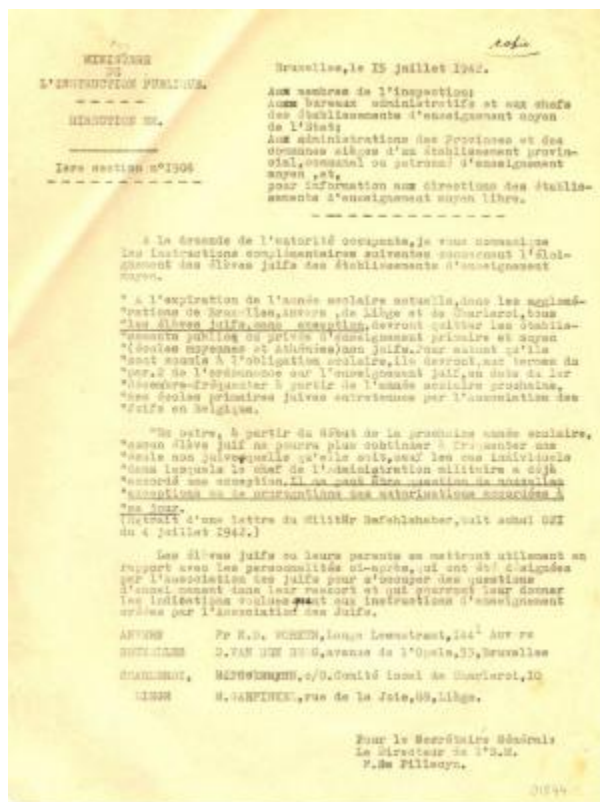 copie
MINISTERE
DE
L'INSTRUCTION PUBLIQUE.
DIRECTION EM.
Iere section n°1906
Bruxelles,le 15 juillet 1942.
Aux membres de l'inspection;
Aux bureaux administratifs et aux chefs
des établissements d'enseignement moyen
de l'Etat;
Aux administrations des Provinces et des
communes sièges d'un établissement provin-
cial,communal ou patronné d'enseignement
moyen ,et,
pour information aux directions des établis-
sements d'enseignement moyen libre.
A la demande de l'autorité occupante,je vous communique
les instructions complémentaires suivantes concernant l'éloi-
gnement des élèves juifs des établissements d'enseignement
moyen.
" A l'expiration de l'année scolaire actuelle,dans les agglomé-
"rations de Bruxelles,Anvers ,de Liège et de Charleroi,tous
"les élèves juifs,sans exception,devront quitter les établis-
"sements publics ou privés d'enseignement primaire et moyen
"(écoles moyennes et Athénées)non juifs.Pour autant qu'ils
"sont soumis à l'obligation scolaire,ils devront,aux termes du
"par.2 de l'ordonnance sur l'enseignement juif,en date du 1er
"décembre-fréquenter à partir de l'année scolaire prochaine,
"des écoles primaires juives entretenues par l'Association des
"Juifs en Belgique.
"En outre, à partir du début de la prochaine année scolaire,
"aucun élève juif ne pourra plus continuer à fréquenter une
"école non juive quelle qu'elle soit,sauf les cas individuels
"dans lesquels le chef de l'Administration militaire a déjà
"accordé une exception.Il ne peut être question de nouvelles
"exceptions ou de prorogations des autorisations accordées à
"ce jour.
(Extrait d'une lettre du Militär Befehlshaber,
du 4 juillet 1942.)
Les élèves juifs ou leurs parents se mettront utilement en
rapport avec les personnalités ci-après,qui ont été désignées
par l'Association des juifs pour s'occuper des questions
d'enseignement dans leur ressort et qui pourront leur donner
les indications voulues quant aux instructions d'enseignement
créées par l'Association des Juifs.
ANVERS Lange Leemstraat,
BRUXELLES D.VAN DEN BERG,avenue de l'Opale,33,Bruxelles
CHARLEROI, c/o.Comité local de Charleroi,10
LIEGE rue de la Joie,68,Liège.
Pour le Secrétaire Général:
Le Directeur de l'E.M.
F.De Pillecyn.
01844